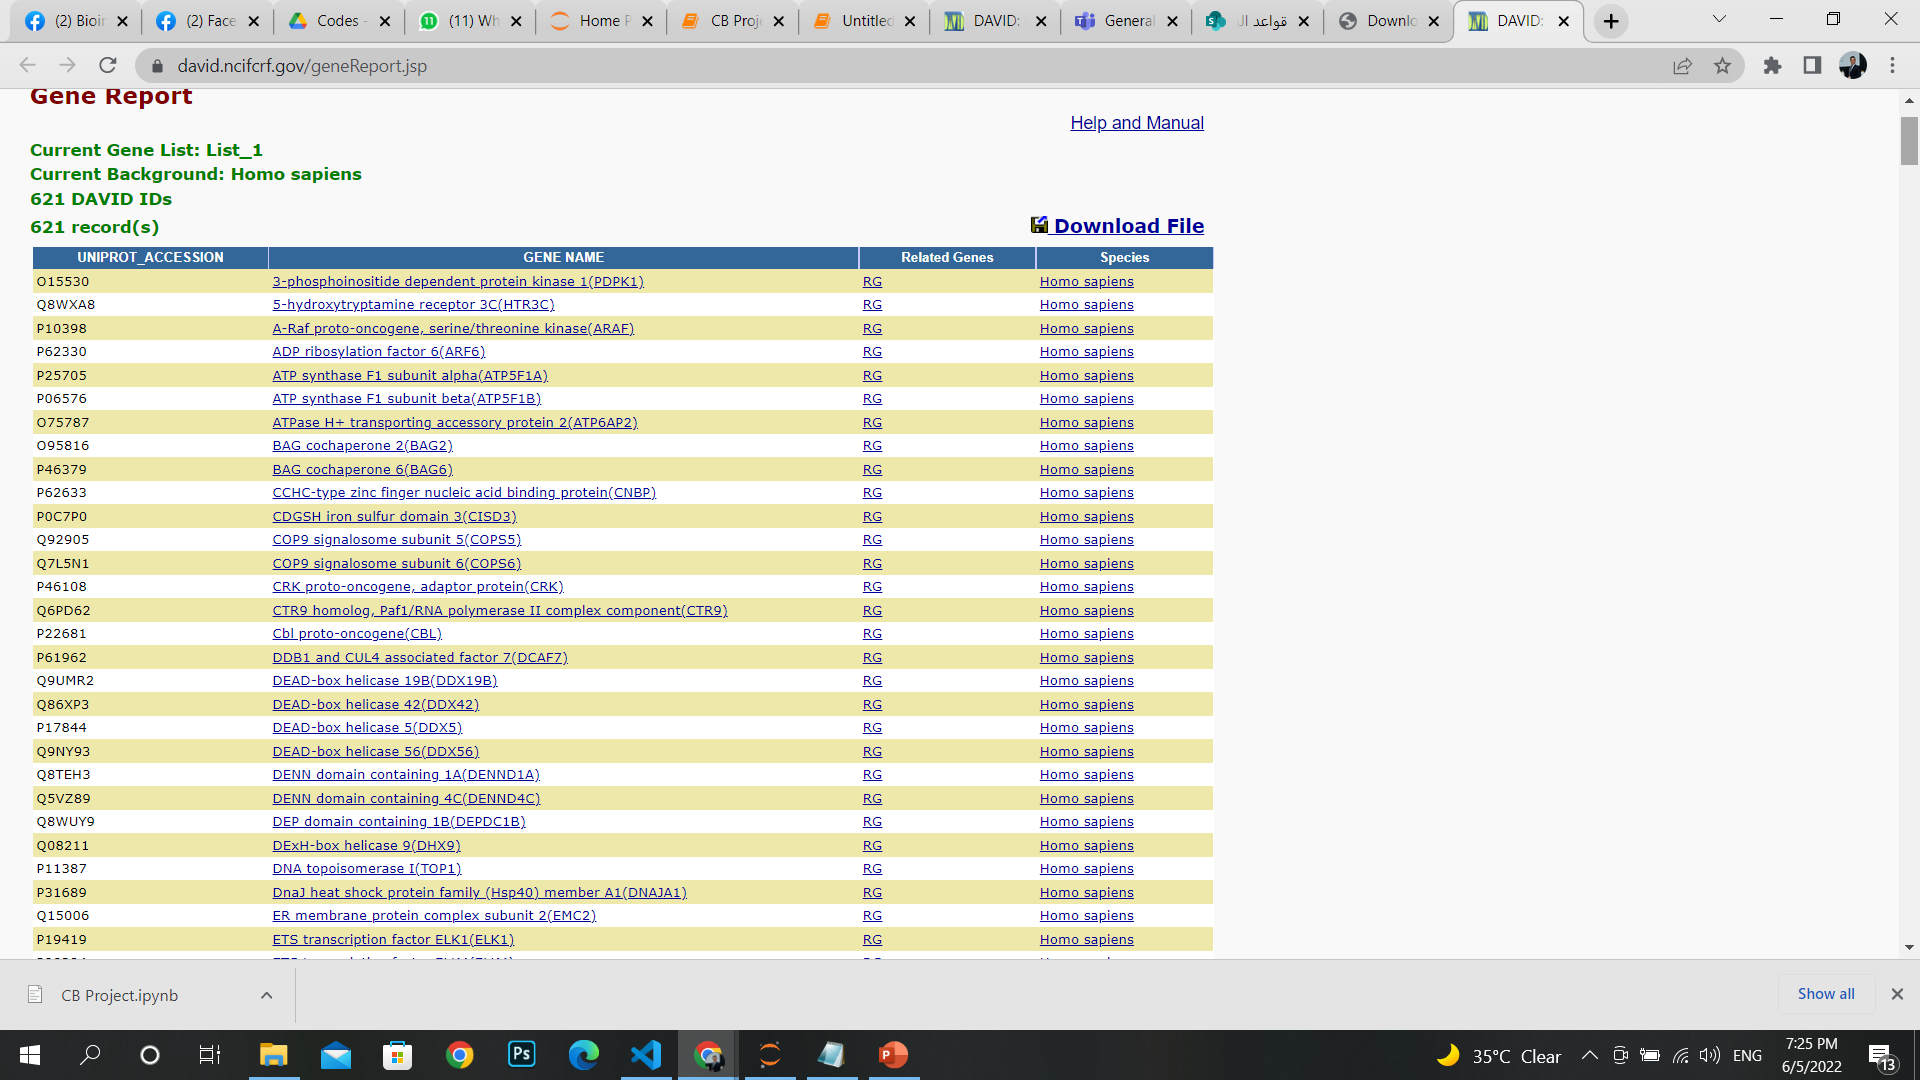 (2) Bioir
(2) Face
Codes -
(11) Wh
Home P
CB Proje
Untitled
DAVID:
General
قواعد ال
Downlo
DAVID:
david.ncifcrf.gov/geneReport.jsp
Gene Report
Help and Manual
Current Gene List: List_1
Current Background: Homo sapiens
621 DAVID IDs
621 record(s)
Download File
UNIPROT_ACCESSION GENE NAME Related Genes Species
O15530 3-phosphoinositide dependent protein kinase 1(PDPK1) RG Homo sapiens
Q8WXA8 5-hydroxytryptamine receptor 3C(HTR3C) RG Homo sapiens
P10398 A-Raf proto-oncogene, serine/threonine kinase(ARAF) RG Homo sapiens
P62330 ADP ribosylation factor 6(ARF6) RG Homo sapiens
P25705 ATP synthase F1 subunit alpha(ATP5F1A) RG Homo sapiens
P06576 ATP synthase F1 subunit beta(ATP5F1B) RG Homo sapiens
O75787 ATPase H+ transporting accessory protein 2(ATP6AP2) RG Homo sapiens
O95816 BAG cochaperone 2(BAG2) RG Homo sapiens
P46379 BAG cochaperone 6(BAG6) RG Homo sapiens
P62633 CCHC-type zinc finger nucleic acid binding protein(CNBP) RG Homo sapiens
P0C7P0 CDGSH iron sulfur domain 3(CISD3) RG Homo sapiens
Q92905 COP9 signalosome subunit 5(COPS5) RG Homo sapiens
Q7L5N1 COP9 signalosome subunit 6(COPS6) RG Homo sapiens
P46108 CRK proto-oncogene, adaptor protein(CRK) RG Homo sapiens
Q6PD62 CTR9 homolog, Paf1/RNA polymerase II complex component(CTR9) RG Homo sapiens
P22681 Cbl proto-oncogene(CBL) RG Homo sapiens
P61962 DDB1 and CUL4 associated factor 7(DCAF7) RG Homo sapiens
Q9UMR2 DEAD-box helicase 19B(DDX19B) RG Homo sapiens
Q86XP3 DEAD-box helicase 42(DDX42) RG Homo sapiens
P17844 DEAD-box helicase 5(DDX5) RG Homo sapiens
Q9NY93 DEAD-box helicase 56(DDX56) RG Homo sapiens
Q8TEH3 DENN domain containing 1A(DENND1A) RG Homo sapiens
Q5VZ89 DENN domain containing 4C(DENND4C) RG Homo sapiens
Q8WUY9 DEP domain containing 1B(DEPDC1B) RG Homo sapiens
Q08211 DExH-box helicase 9(DHX9) RG Homo sapiens
P11387 DNA topoisomerase I(TOP1) RG Homo sapiens
P31689 DnaJ heat shock protein family (Hsp40) member A1(DNAJA1) RG Homo sapiens
Q15006 ER membrane protein complex subunit 2(EMC2) RG Homo sapiens
P19419 ETS transcription factor ELK1(ELK1) RG Homo sapiens
CB Project.ipynb
Show all
Ps
P
35°C Clear
ENG
7:25 PM
6/5/2022
13